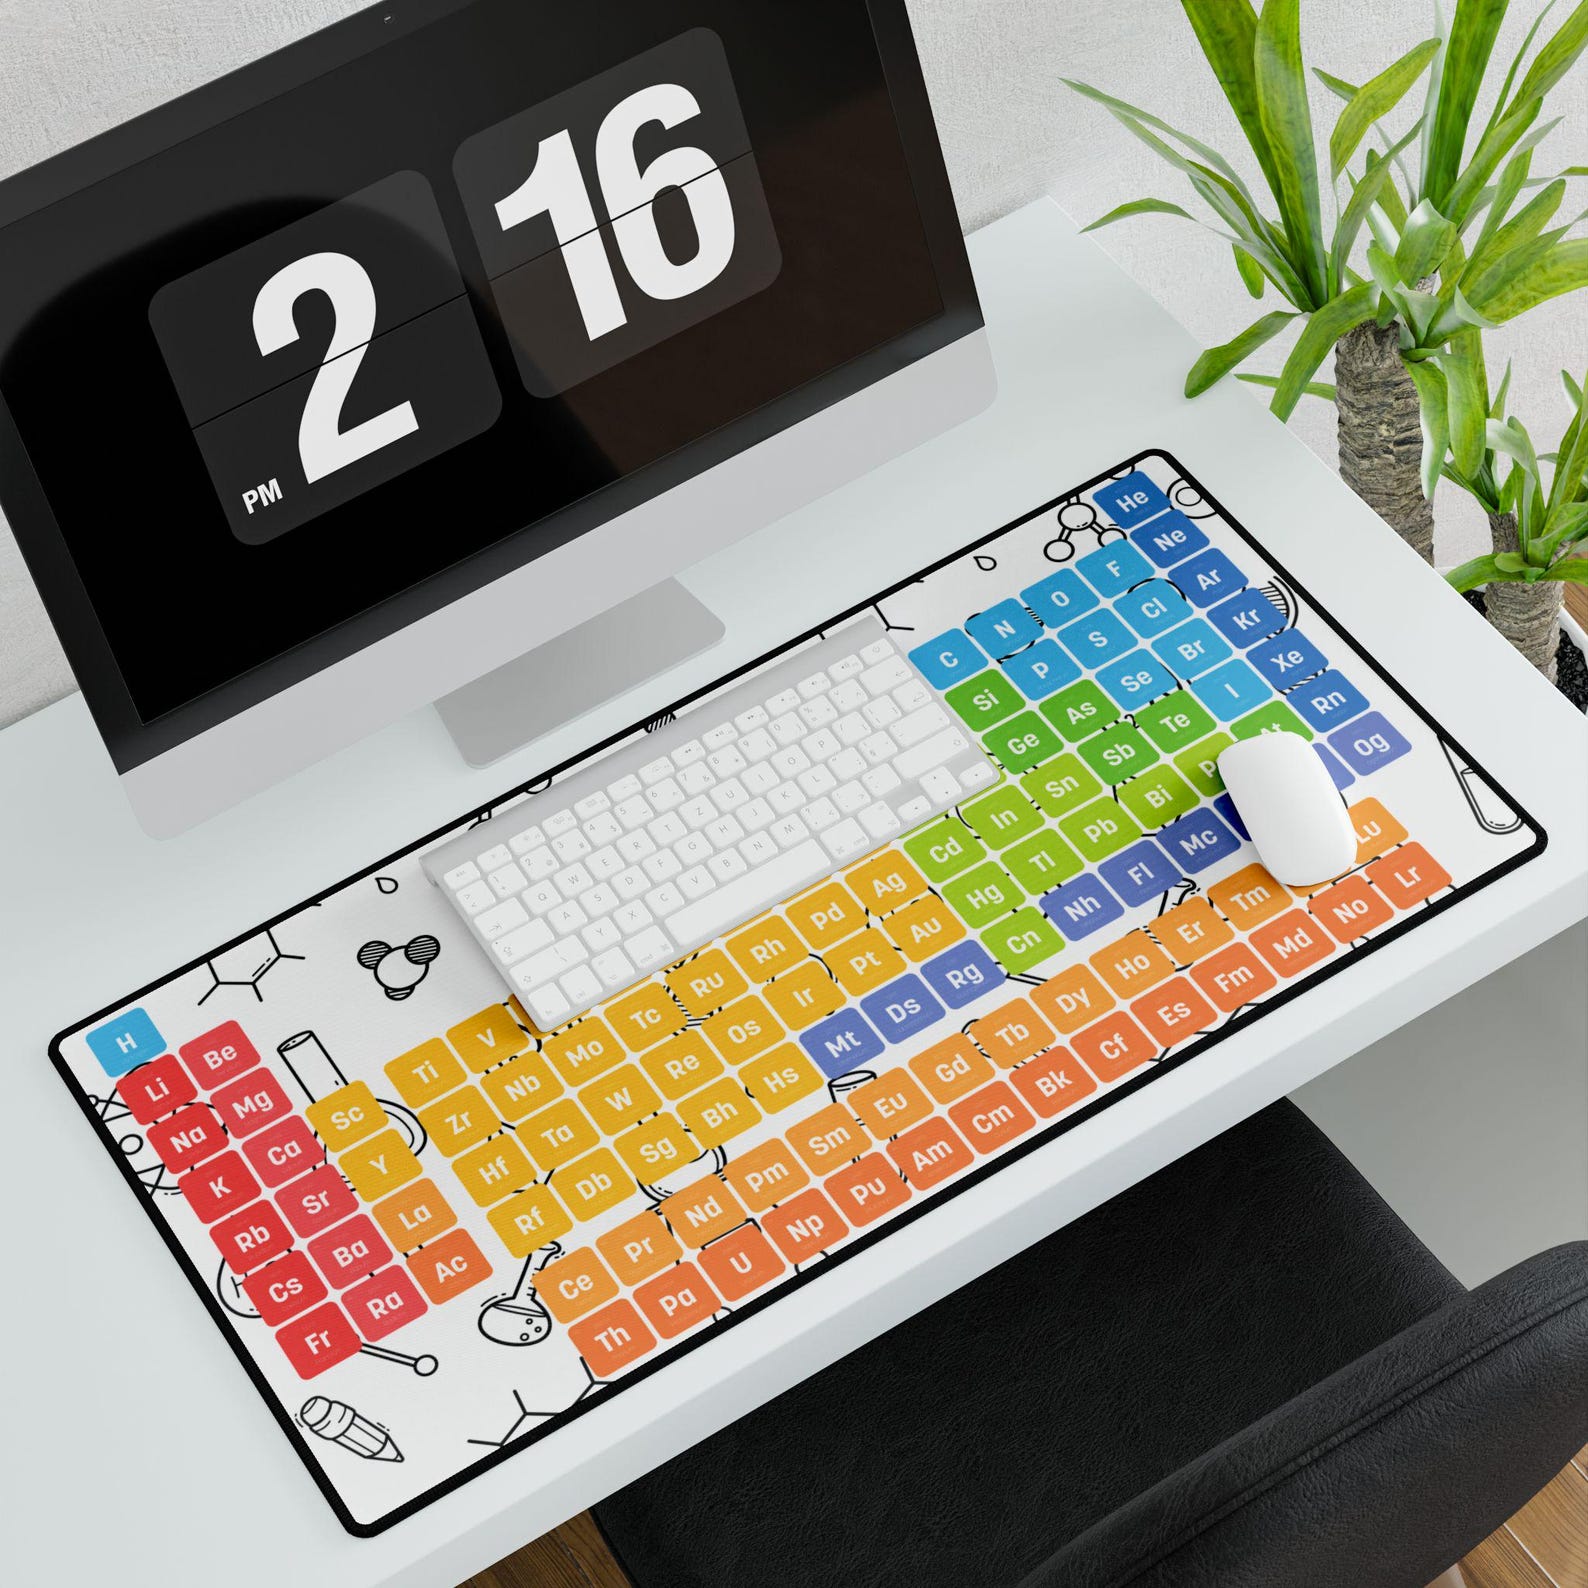 2 16
PM
H He
Li Be C N O F Ne
Na Mg Si P S Cl Ar
K Ca Sc Ti V Ge As Se Br Kr
Rb Sr Y Zr Nb Mo Tc Ru Rh Pd Ag Cd In Sn Sb Te I Xe
Cs Ba La Hf Ta W Re Os Ir Pt AU Hg Tl Pb Bi At Rn
Fr Ra Ac Rf Db Sg Bh Hs Mt Ds Rg Cn Nh Fl Mc Og
Ce Pr Nd pm Sm Eu Gd Tb Dy Ho Er Tm Lu
Th Pa U Np Pu Am Cm Bk Cf Es Fm Md No Lr
Q W E R T Z U I O P
A S D F G H J K L
Y X C V B N M